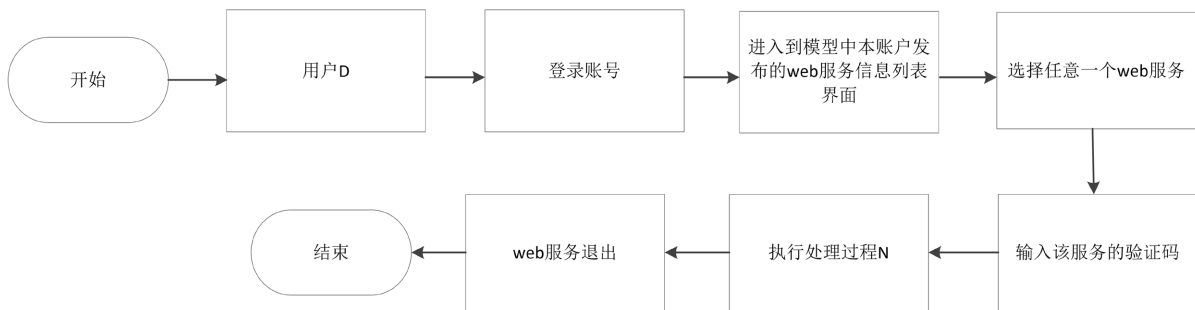 开始
用户D
登录账号
进入到模型中本账户发
布的web服务信息列表
界面
选择任意一个web服务
输入该服务的验证码
执行处理过程N
web服务退出
结束